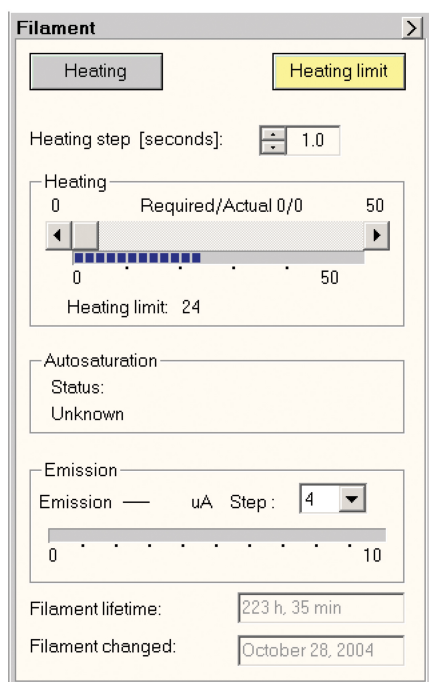 Filament
Heating Heating limit
Heating step [seconds]: 1.0
Heating
0 Required/Actual 0/0 50
0 50
Heating limit: 24
Autosaturation
Status:
Unknown
Emission
Emission — uA Step : 4
0 10
Filament lifetime: 223 h, 35 min
Filament changed: October 28, 2004